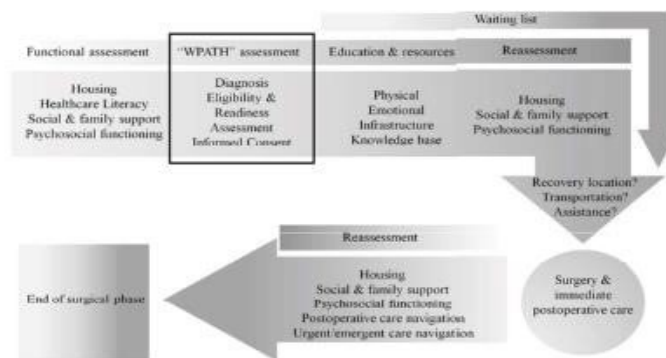 Waiting list
Functional assessment
“WPATH” assessment
Education & resources
Reassessment
Housing
Healthcare Literacy
Social & family support
Psychosocial functioning
Diagnosis
Eligibility &
Readiness
Assessment
Informed Consent
Physical
Emotional
Infrastructure
Knowledge base
Housing
Social & family support
Psychosocial functioning
Recovery location?
Transportation?
Assistance?
Surgery &
immediate
postoperative care
Reassessment
Housing
Social & family support
Psychosocial functioning
Postoperative care navigation
Urgent/emergent care navigation
End of surgical phase